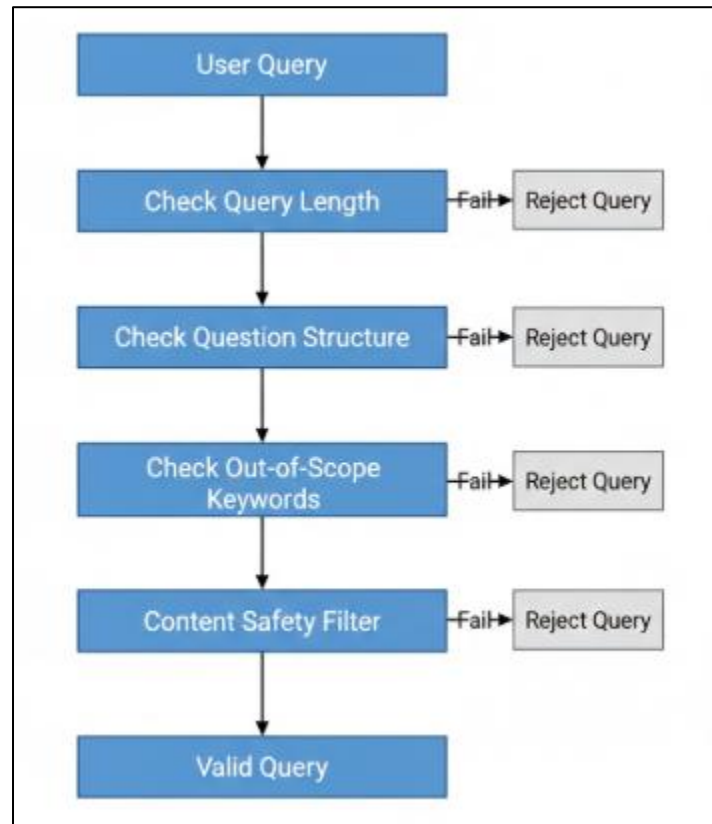 User Query
Check Query Length
Fail
Reject Query
Check Question Structure
Fail
Reject Query
Check Out-of-Scope
Keywords
Fail
Reject Query
Content Safety Filter
Fail
Reject Query
Valid Query